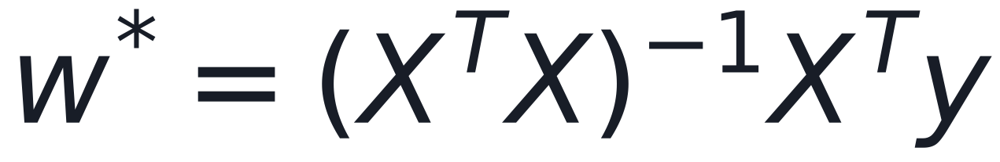 w* = (XᵀX)⁻¹Xᵀy